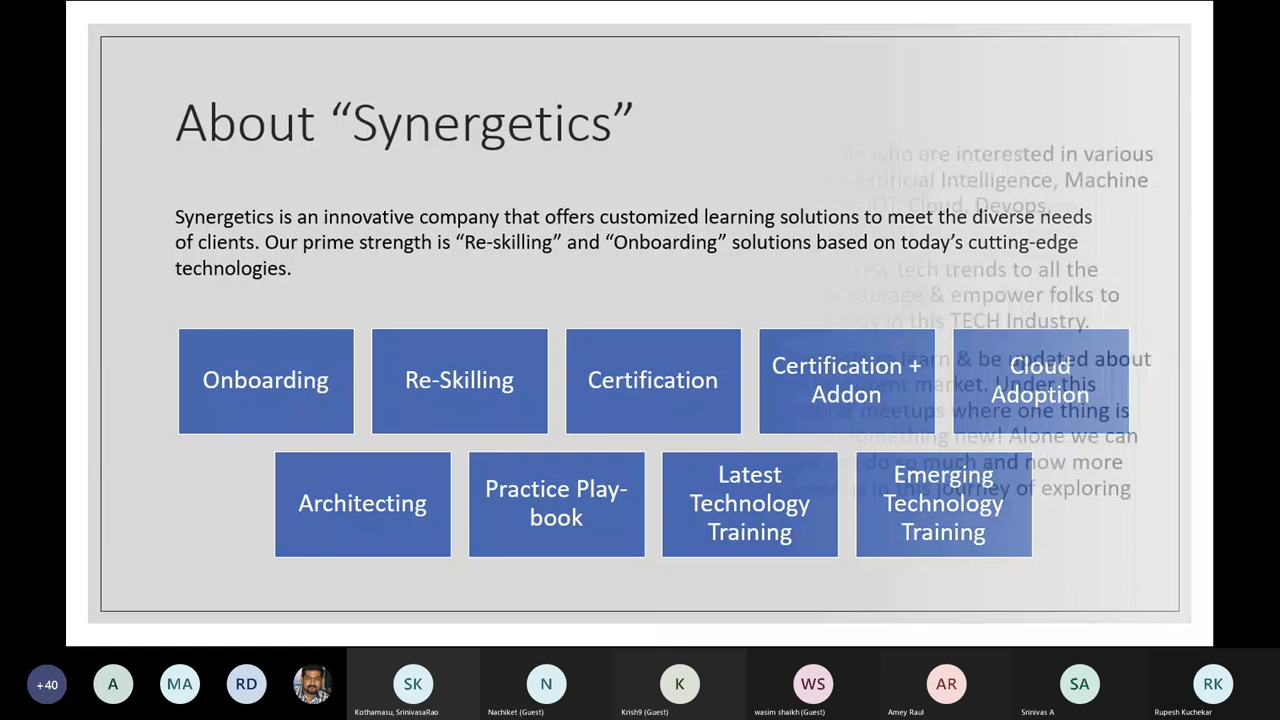 About “Synergetics”
who are interested in various
Artificial Intelligence, Machine
IOT, Cloud, Devops,
Synergetics is an innovative company that offers customized learning solutions to meet the diverse needs
of clients. Our prime strength is “Re-skilling” and “Onboarding” solutions based on today’s cutting-edge
technologies.
new tech trends to all the
& empower folks to
in this TECH Industry.
learn & be updated about
market. Under this
meetups where one thing is
something new! Alone we can
do so much and now more
in this journey of exploring
Onboarding
Re-Skilling
Certification
Certification +
Addon
Cloud
Adoption
Architecting
Practice Play-
book
Latest
Technology
Training
Emerging
Technology
Training
+40
A
MA
RD
SK
Kothamasu, SrinivasaRao
N
Nachiket (Guest)
K
Krish9 (Guest)
WS
wasim shaikh (Guest)
AR
Amey Raul
SA
Srinivas A
RK
Rupesh Kuchekar